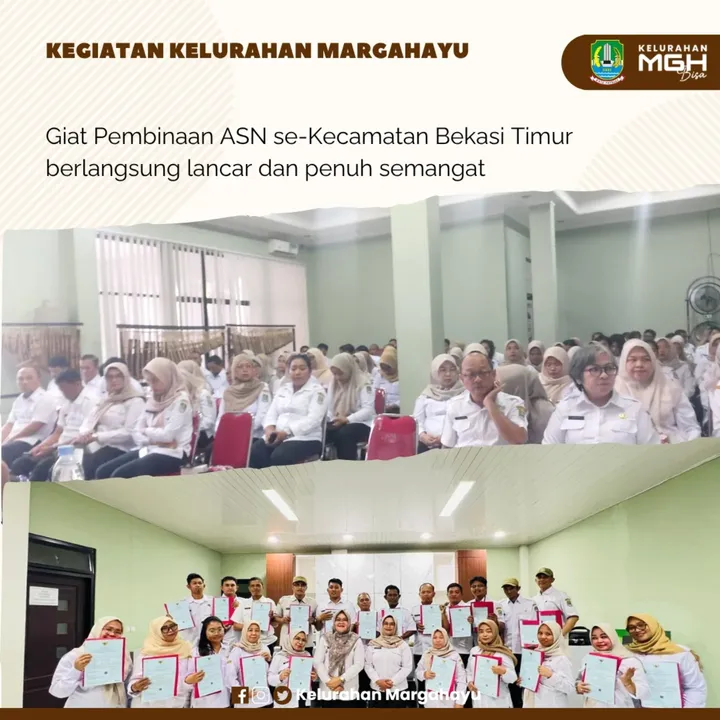 KEGIATAN KELURAHAN MARGAHAYU
KELURAHAN
MGH
Bisa
Giat Pembinaan ASN se-Kecamatan Bekasi Timur
berlangsung lancar dan penuh semangat
Kelurahan Margahayu